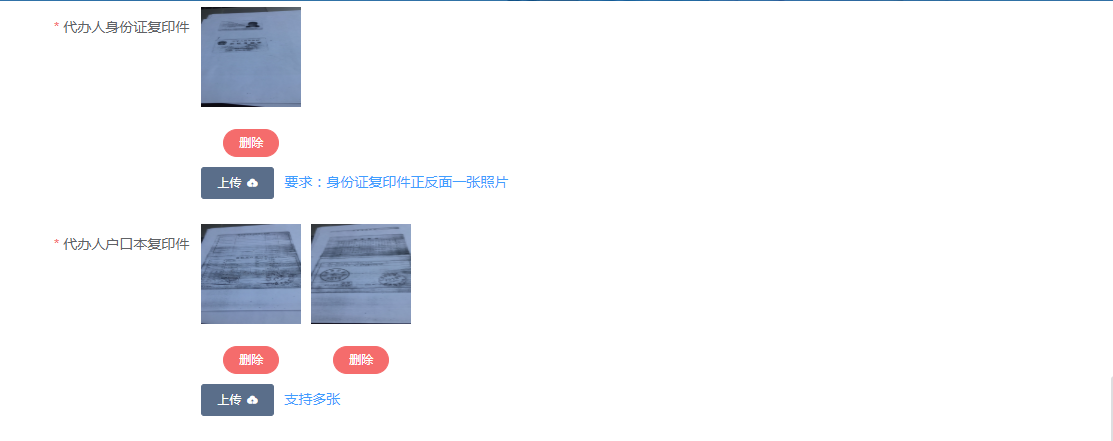 * 代办人身份证复印件
删除
上传
要求：身份证复印件正反面一张照片
* 代办人户口本复印件
删除 删除
上传
支持多张